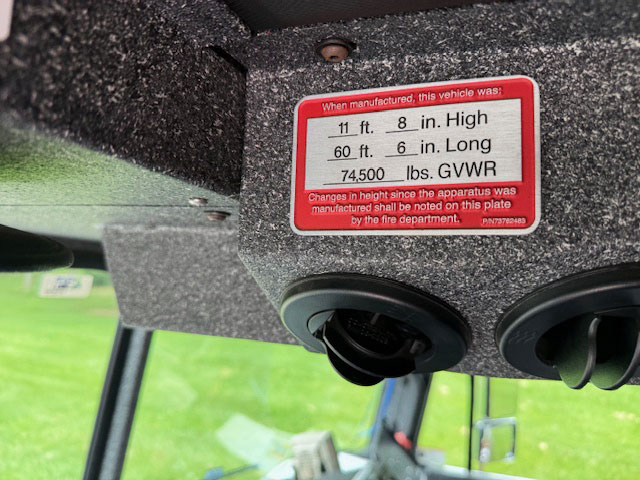 When manufactured, this vehicle was:
11 ft. 8 in. High
60 ft. 6 in. Long
74,500 lbs. GVWR
Changes in height since the apparatus was
manufactured shall be noted on this plate
by the fire department. P/N73782483